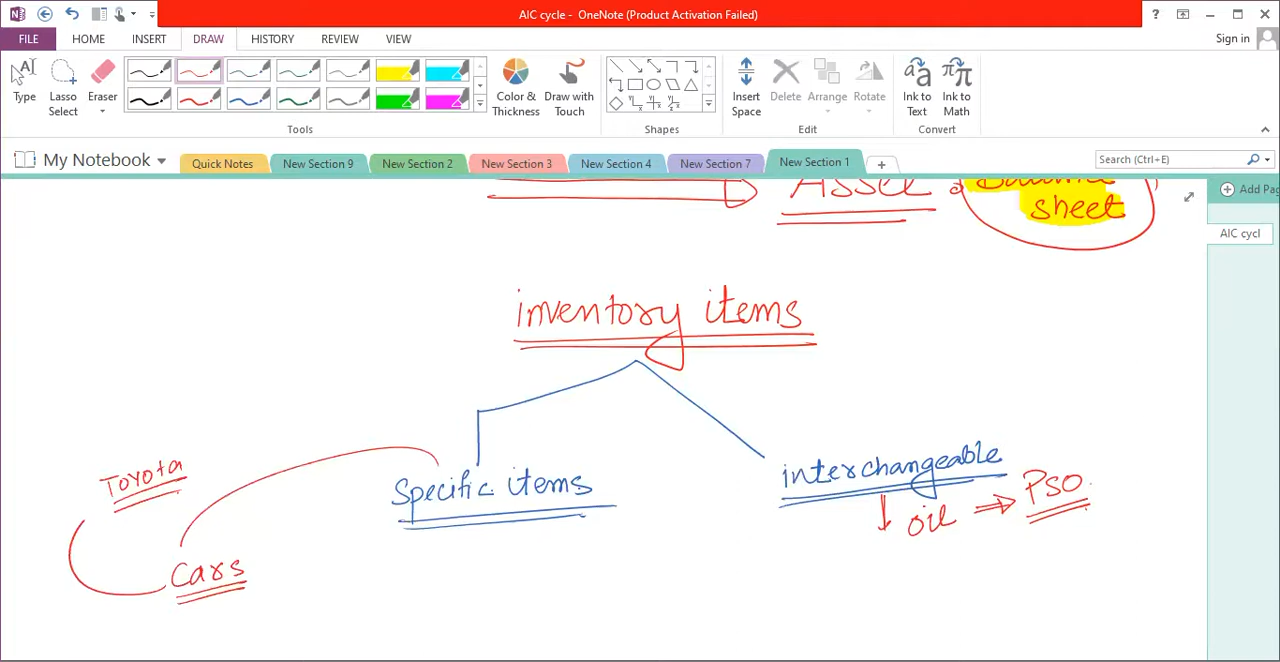 AIC cycle - OneNote (Product Activation Failed)
?
FILE HOME INSERT DRAW HISTORY REVIEW VIEW
Sign in
Type
Lasso Select
Eraser
Color & Thickness
Draw with Touch
Insert Space
Delete
Arrange
Rotate
Ink to Text
Ink to Math
Tools
Shapes
Edit
Convert
My Notebook
Quick Notes New Section 9 New Section 2 New Section 3 New Section 4 New Section 7 New Section 1
Search (Ctrl+E)
Add Pag
AIC cycl
Asset
Balance
sheet
inventory items
Specific items
interchangeable
Toyota
Cars
oil
PSO